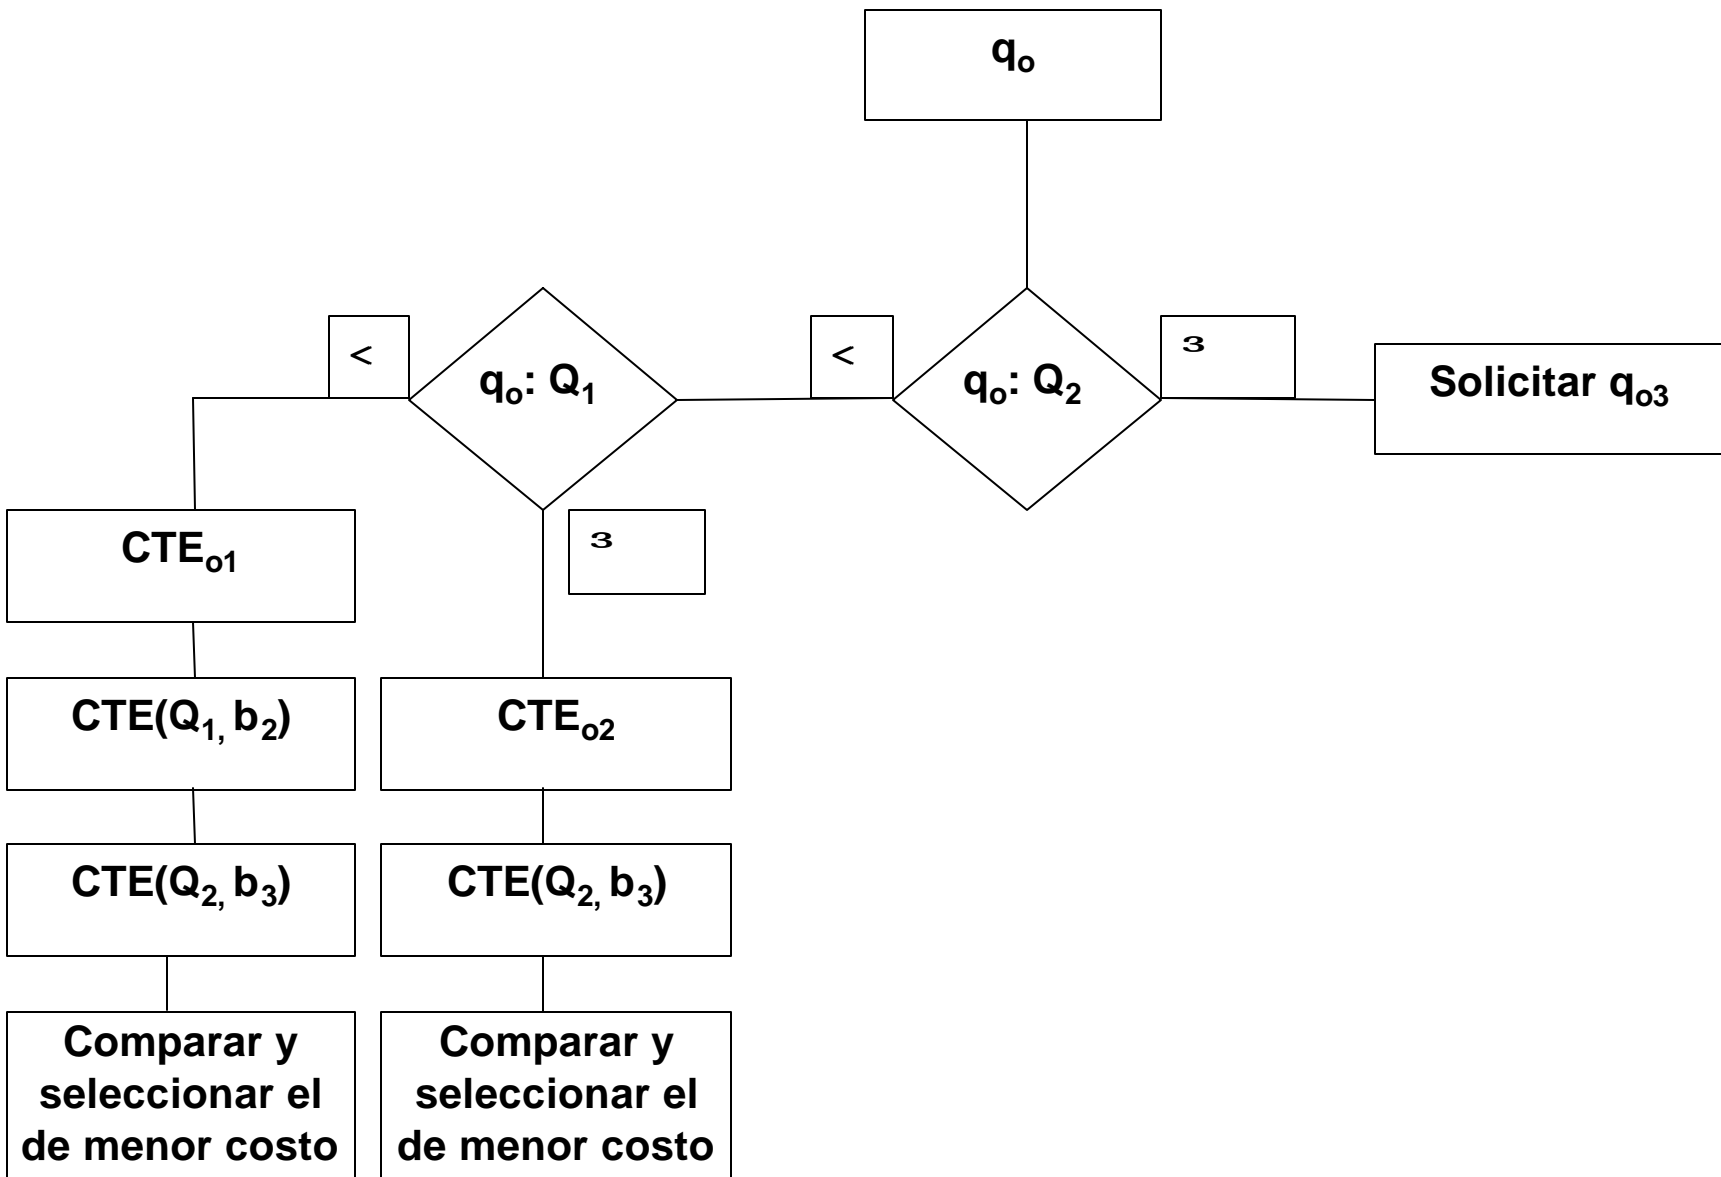 qₒ
<
qₒ: Q₁
<
qₒ: Q₂
3
Solicitar qₒ₃
CTEₒ₁
3
CTE(Q₁, b₂)
CTEₒ₂
CTE(Q₂, b₃)
CTE(Q₂, b₃)
Comparar y
seleccionar el
de menor costo
Comparar y
seleccionar el
de menor costo